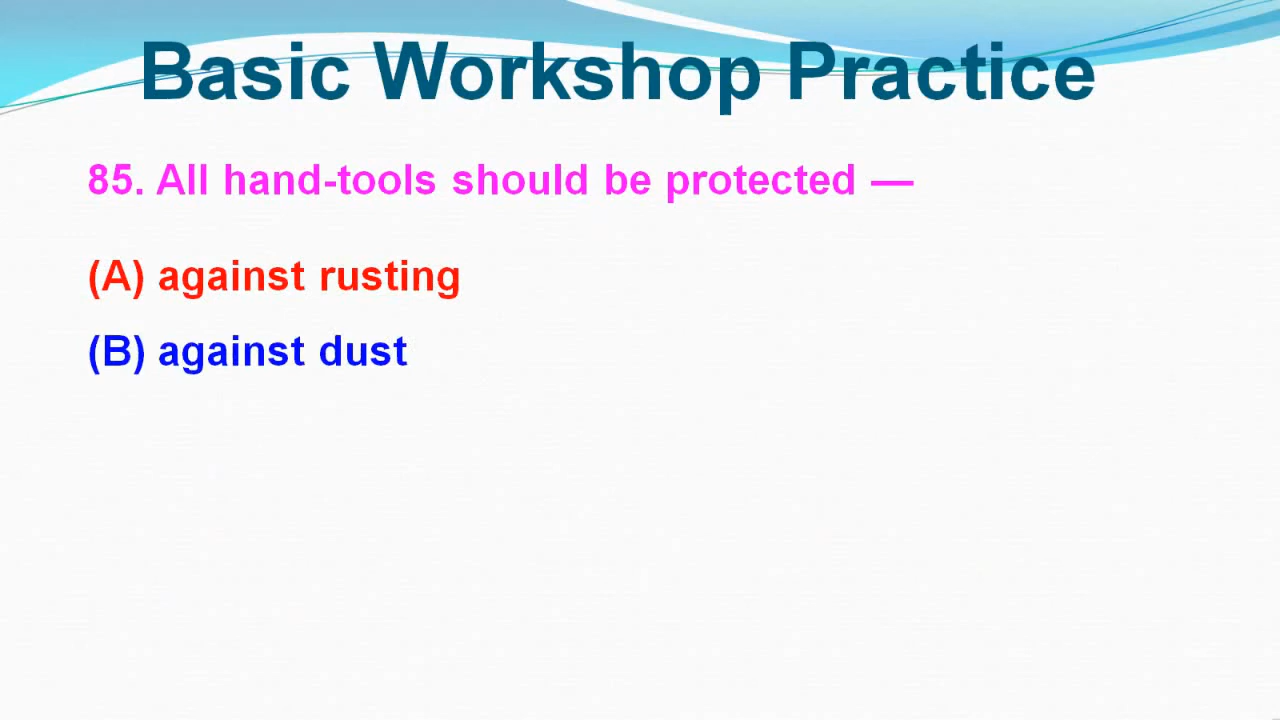 Basic Workshop Practice
85. All hand-tools should be protected —
(A) against rusting
(B) against dust